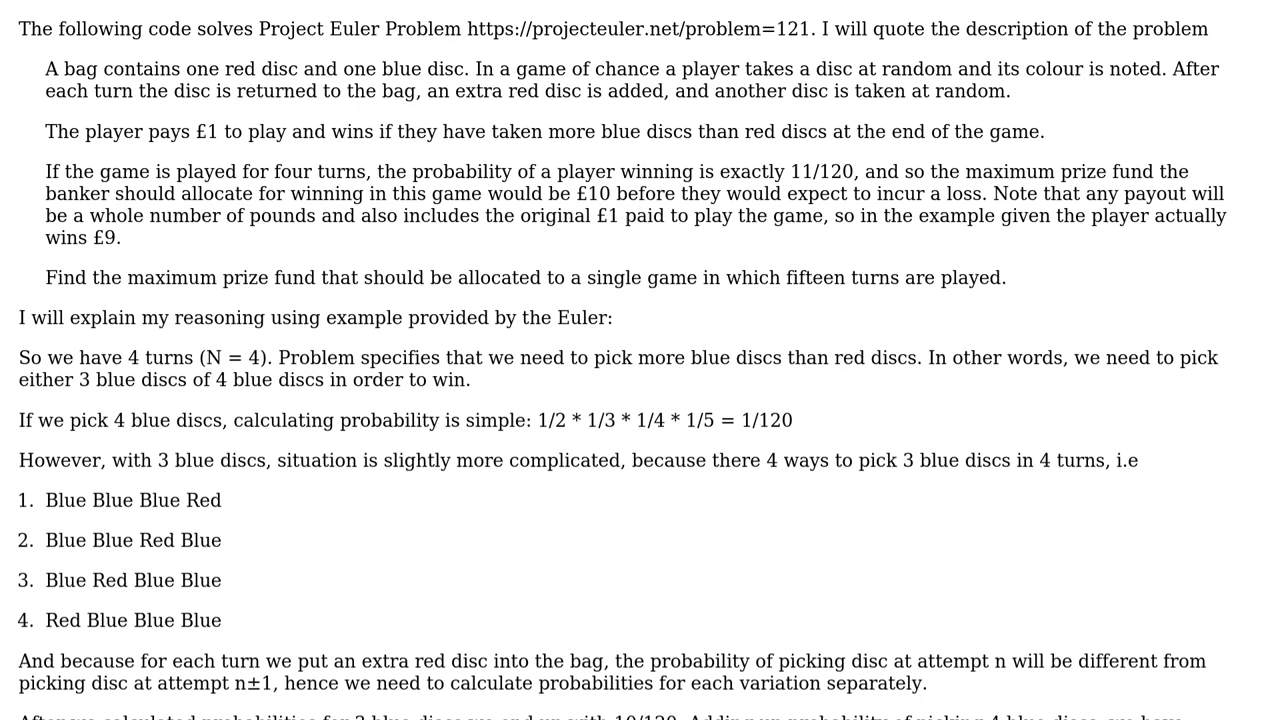 The following code solves Project Euler Problem https://projecteuler.net/problem=121. I will quote the description of the problem
A bag contains one red disc and one blue disc. In a game of chance a player takes a disc at random and its colour is noted. After
each turn the disc is returned to the bag, an extra red disc is added, and another disc is taken at random.
The player pays £1 to play and wins if they have taken more blue discs than red discs at the end of the game.
If the game is played for four turns, the probability of a player winning is exactly 11/120, and so the maximum prize fund the
banker should allocate for winning in this game would be £10 before they would expect to incur a loss. Note that any payout will
be a whole number of pounds and also includes the original £1 paid to play the game, so in the example given the player actually
wins £9.
Find the maximum prize fund that should be allocated to a single game in which fifteen turns are played.
I will explain my reasoning using example provided by the Euler:
So we have 4 turns (N = 4). Problem specifies that we need to pick more blue discs than red discs. In other words, we need to pick
either 3 blue discs of 4 blue discs in order to win.
If we pick 4 blue discs, calculating probability is simple: 1/2 * 1/3 * 1/4 * 1/5 = 1/120
However, with 3 blue discs, situation is slightly more complicated, because there 4 ways to pick 3 blue discs in 4 turns, i.e
1. Blue Blue Blue Red
2. Blue Blue Red Blue
3. Blue Red Blue Blue
4. Red Blue Blue Blue
And because for each turn we put an extra red disc into the bag, the probability of picking disc at attempt n will be different from
picking disc at attempt n±1, hence we need to calculate probabilities for each variation separately.